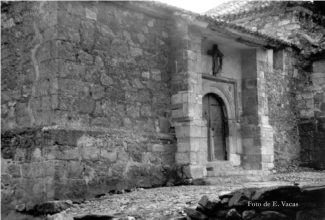 Foto de E. Vacas